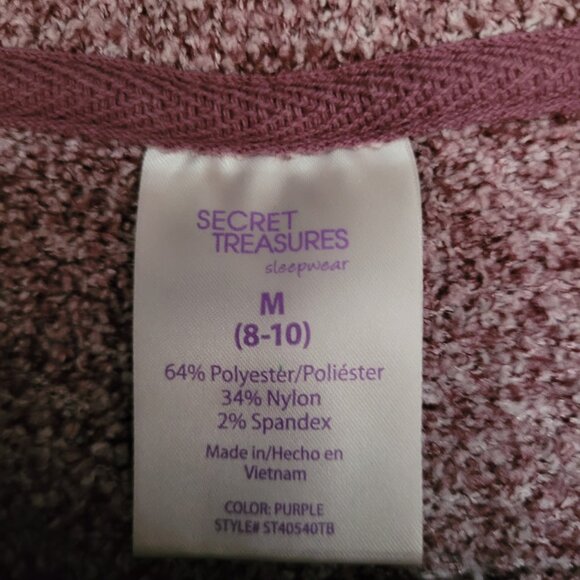 SECRET
TREASURES
sleepwear
M
(8-10)
64% Polyester/Poliéster
34% Nylon
2% Spandex
Made in/Hecho en
Vietnam
COLOR: PURPLE
STYLE# ST40540TB